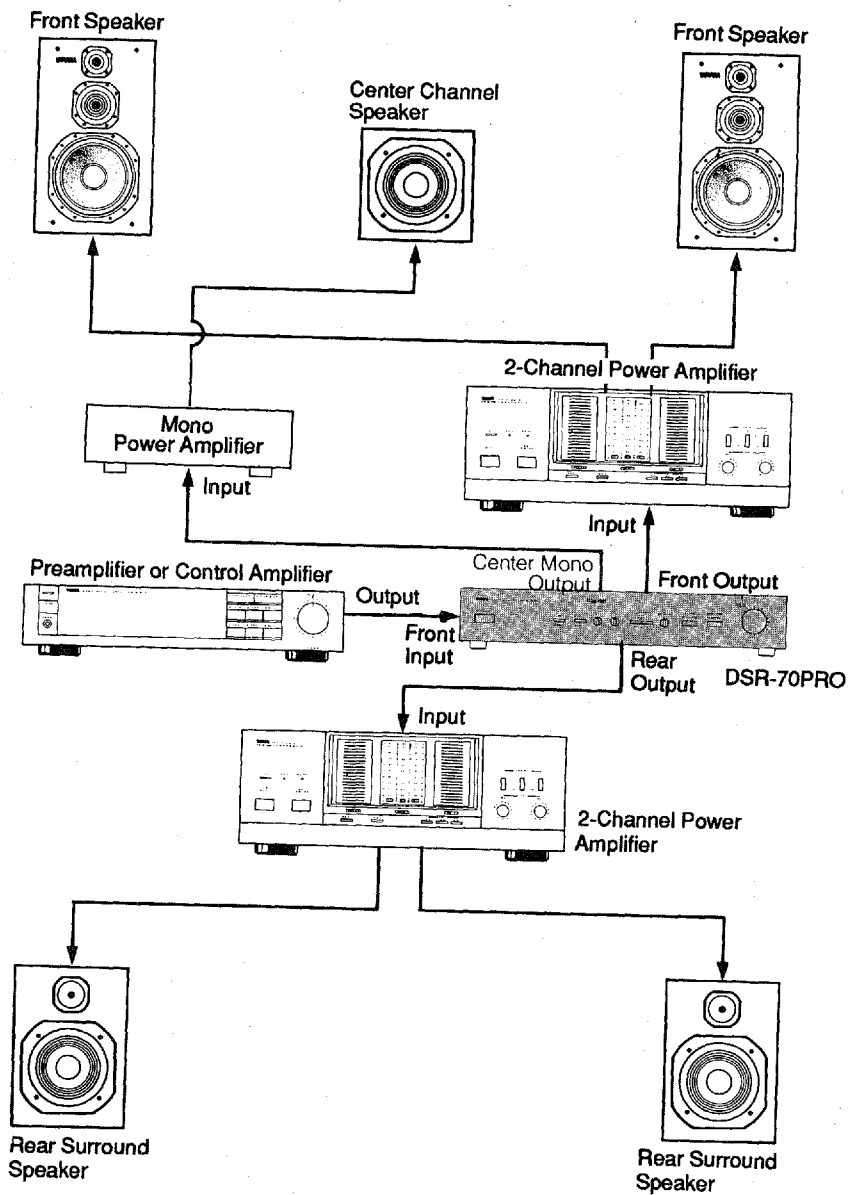 Front Speaker
Front Speaker
Center Channel
Speaker
2-Channel Power Amplifier
Mono
Power Amplifier
Input
Input
Center Mono
Output
Front Output
Preamplifier or Control Amplifier
Output
Front
Input
Rear
Output
DSR-70PRO
Input
2-Channel Power
Amplifier
Rear Surround
Speaker
Rear Surround
Speaker